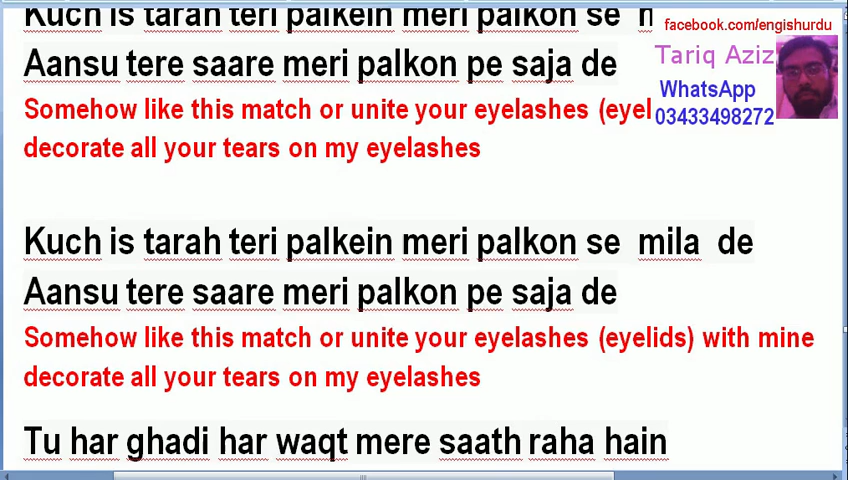 Kuch is tarah teri palkein meri palkon se
facebook.com/engishurdu
Tariq Aziz
WhatsApp
03433498272
Aansu tere saare meri palkon pe saja de
Somehow like this match or unite your eyelashes (eyel
decorate all your tears on my eyelashes
Kuch is tarah teri palkein meri palkon se mila de
Aansu tere saare meri palkon pe saja de
Somehow like this match or unite your eyelashes (eyelids) with mine
decorate all your tears on my eyelashes
Tu har ghadi har waqt mere saath raha hain